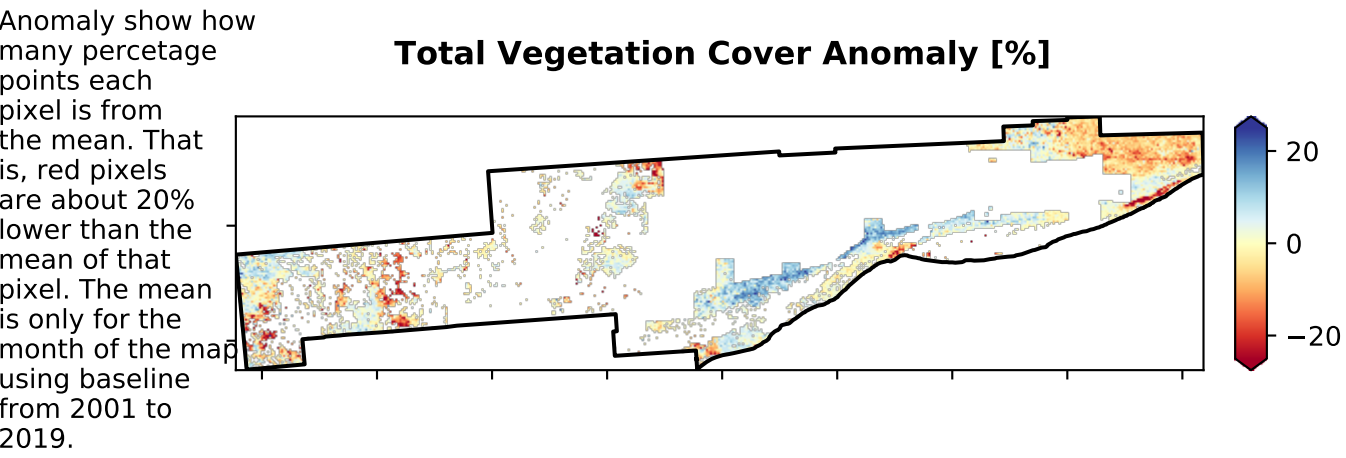 Anomaly show how
many percetage
points each
pixel is from
the mean. That
is, red pixels
are about 20%
lower than the
mean of that
pixel. The mean
is only for the
month of the map
using baseline
from 2001 to
2019.
Total Vegetation Cover Anomaly [%]
20
0
−20